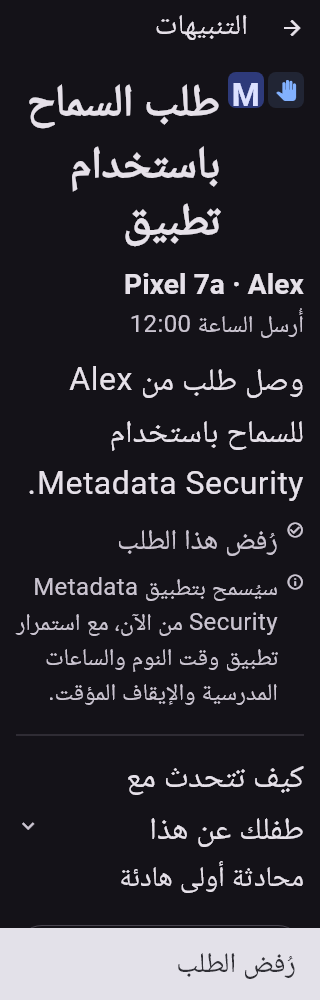 التنبيهات
M
طلب السماح
باستخدام
تطبيق
Pixel 7a · Alex
أرسل الساعة 12:00
وصل طلب من Alex
للسماح باستخدام
Metadata Security.
رُفض هذا الطلب
سيُسمح بتطبيق Metadata
Security من الآن، مع استمرار
تطبيق وقت النوم والساعات
المدرسية والإيقاف المؤقت.
كيف تتحدث مع
طفلك عن هذا
محادثة أولى هادئة
رُفض الطلب